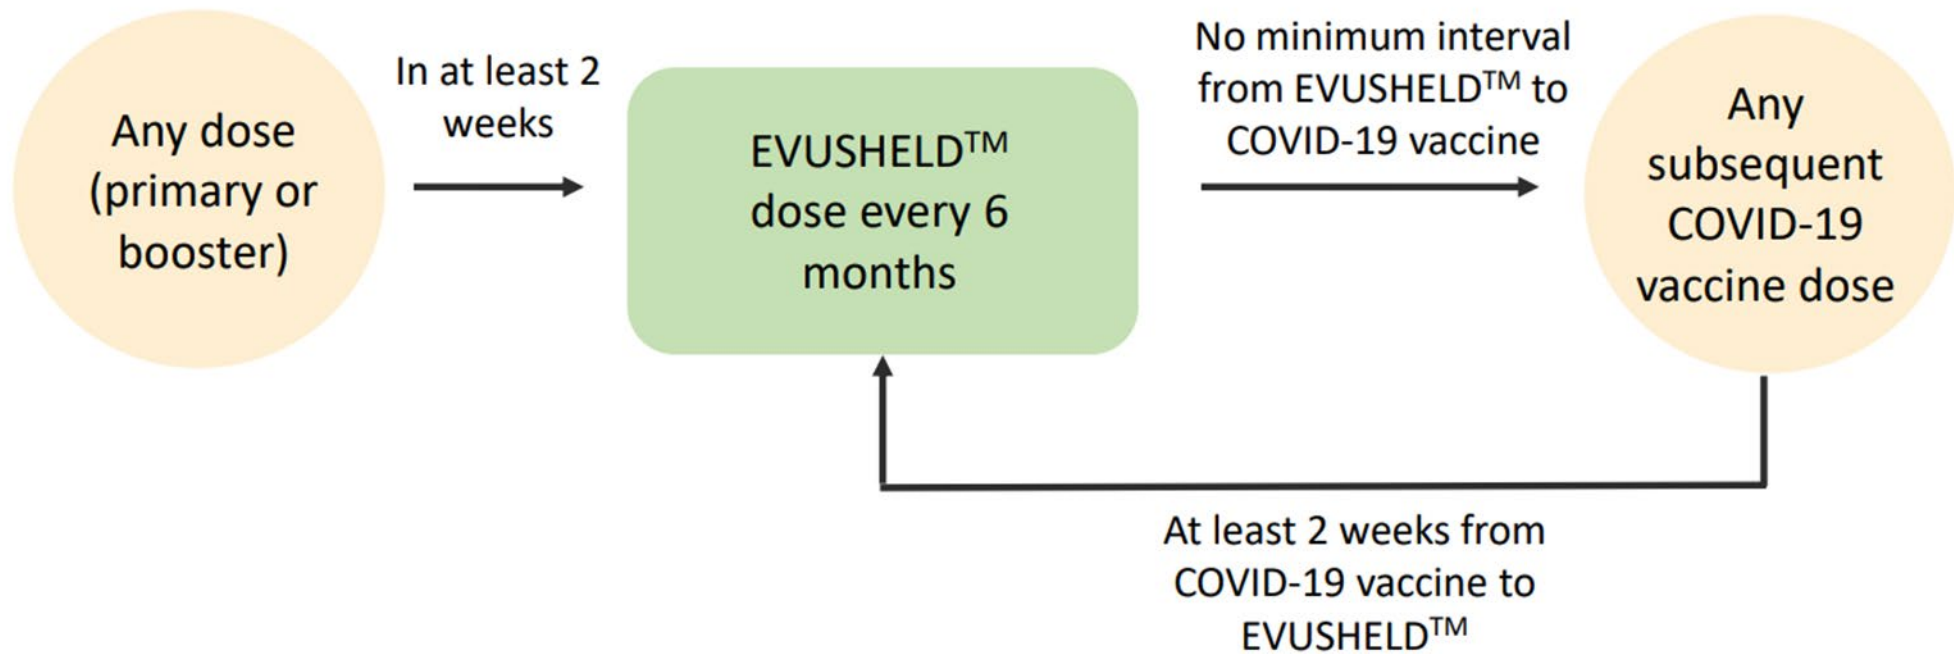 Any dose
(primary or
booster)
In at least 2
weeks
EVUSHELD™
dose every 6
months
No minimum interval
from EVUSHELD™ to
COVID-19 vaccine
Any
subsequent
COVID-19
vaccine dose
At least 2 weeks from
COVID-19 vaccine to
EVUSHELD™